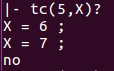 |- tc(5,X)?
X = 6 ;
X = 7 ;
no